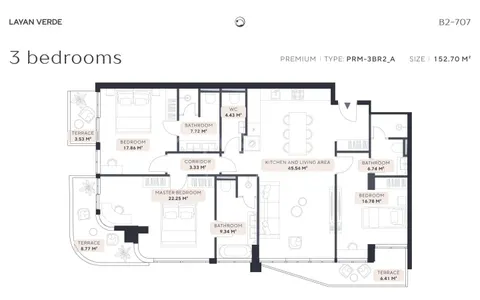 LAYAN VERDE
B2-707
3 bedrooms
PREMIUM | TYPE: PRM-3BR2_A SIZE | 152.70 M²
WC
4.43 M²
BATHROOM
7.12 M²
TERRACE
3.53 M²
BEDROOM
17.86 M²
CORRIDOR
3.33 M²
KITCHEN AND LIVING AREA
45.54 M²
BATHROOM
6.74 M²
MASTER BEDROOM
22.25 M²
BEDROOM
16.78 M²
BATHROOM
9.34 M²
TERRACE
8.77 M²
TERRACE
6.41 M²